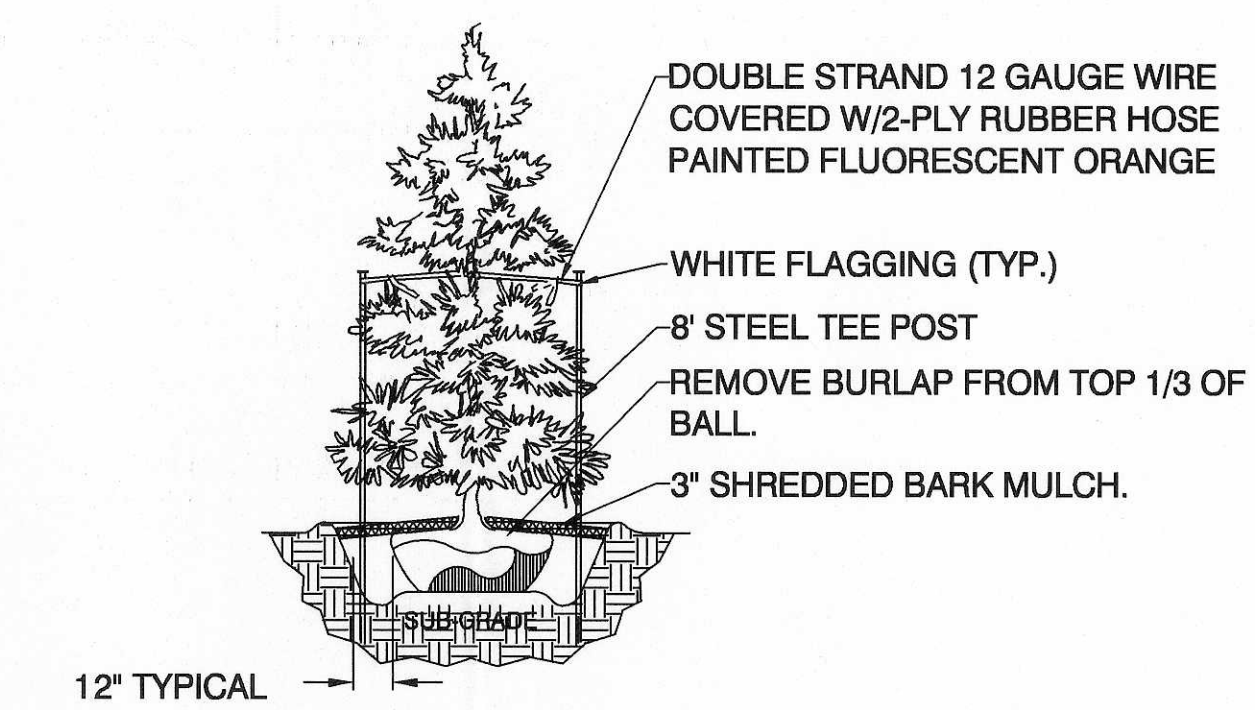 DOUBLE STRAND 12 GAUGE WIRE
COVERED W/2-PLY RUBBER HOSE
PAINTED FLUORESCENT ORANGE
WHITE FLAGGING (TYP.)
8' STEEL TEE POST
REMOVE BURLAP FROM TOP 1/3 OF
BALL.
3" SHREDDED BARK MULCH.
SUB-GRADE
12" TYPICAL